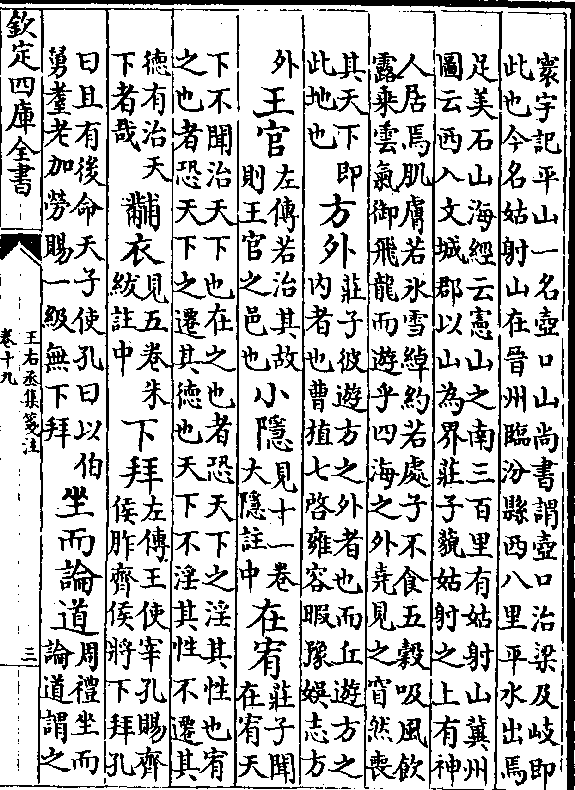 寰宇記平山一名壺口山尚書謂壺口治梁及岐即
此也今名姑射山在晉州臨汾縣西八里平水出焉
足美石山海經云憲山之南三百里有姑射山冀州
圖云西入文城郡以山為界莊子藐姑射之上有神
人居焉肌膚若冰雪綽約若處子不食五穀吸風飲
露乘雲氣御飛龍而遊乎四海之外堯見之窅然喪
其天下即
此地也
方外
莊子彼遊方之外者也而丘遊方之
內者也曹植七啓雍容暇豫娛志方
外
王官
左傳若治其故
則王官之邑也
小隱
見十一卷
大隱註中
在宥
莊子聞
在宥天
下不聞治天下也在之也者恐天下之淫其性也宥
之也者恐天下之遷其德也天下不淫其性不遷其
德有治天
下者哉
黼衣
見五卷朱
紱註中
下拜
左傳王使宰孔賜齊
侯胙齊侯將下拜孔
曰且有後命天子使孔曰以伯
舅耋老加勞賜一級無下拜
坐而論道
周禮坐而
論道謂之
欽定四庫全書
王右丞集箋注
卷十九
三